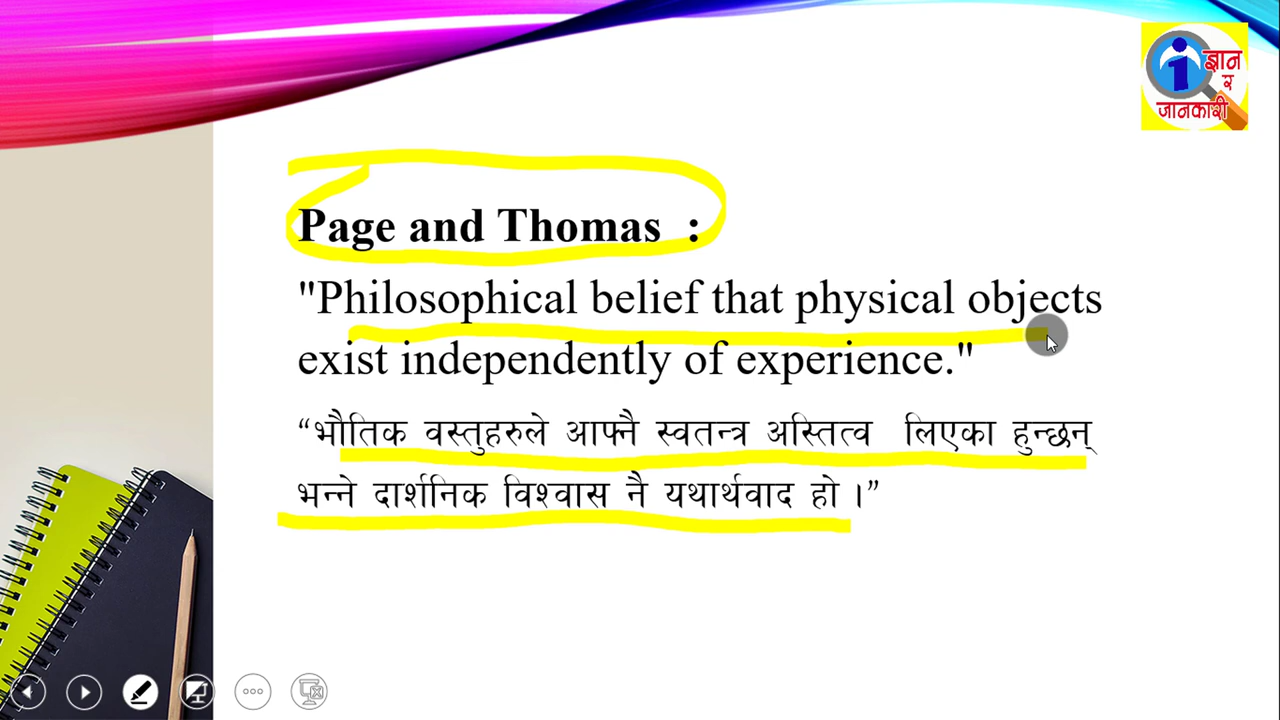 ज्ञान
र
जानकारी
Page and Thomas :
"Philosophical belief that physical objects
exist independently of experience."
“भौतिक वस्तुहरुले आफ्नै स्वतन्त्र अस्तित्व लिएका हुन्छन्
भन्ने दार्शनिक विश्वास नै यथार्थवाद हो ।”